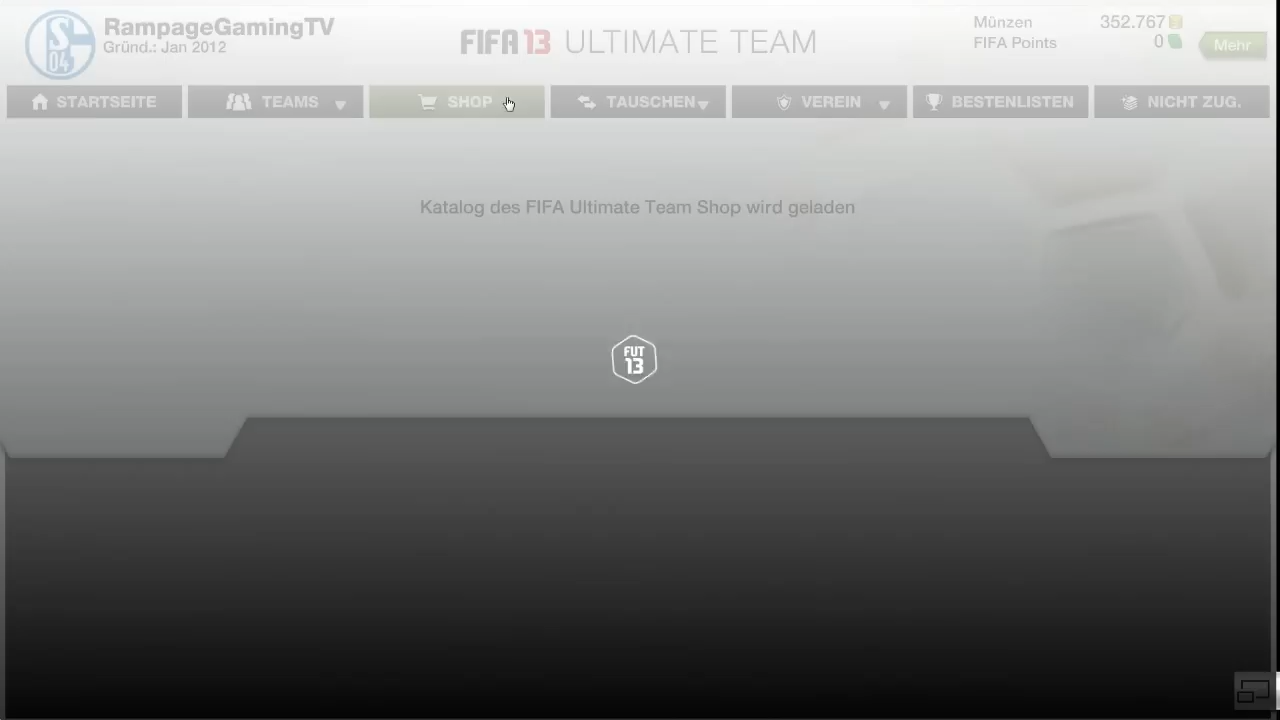 RampageGamingTV
Gründ.: Jan 2012
S
04
FIFA 13 ULTIMATE TEAM
Münzen 352.767
FIFA Points 0
Mehr
STARTSEITE TEAMS SHOP TAUSCHEN VEREIN BESTENLISTEN NICHT ZUG.
Katalog des FIFA Ultimate Team Shop wird geladen
FUT
13